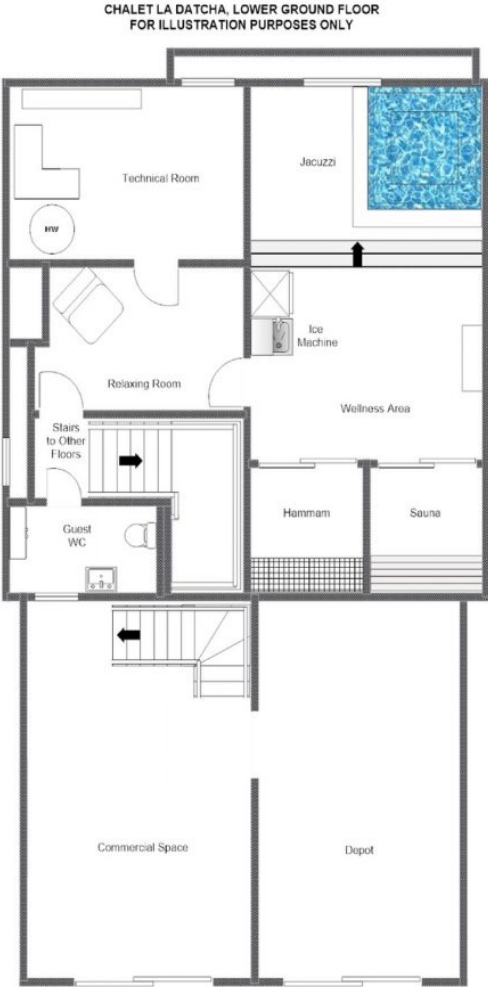 CHALET LA DATCHA, LOWER GROUND FLOOR
FOR ILLUSTRATION PURPOSES ONLY
Technical Room
Jacuzzi
HW
Ice
Machine
Relaxing Room
Wellness Area
Stairs
to Other
Floors
Hammam
Sauna
Guest
WC
Commercial Space
Depot